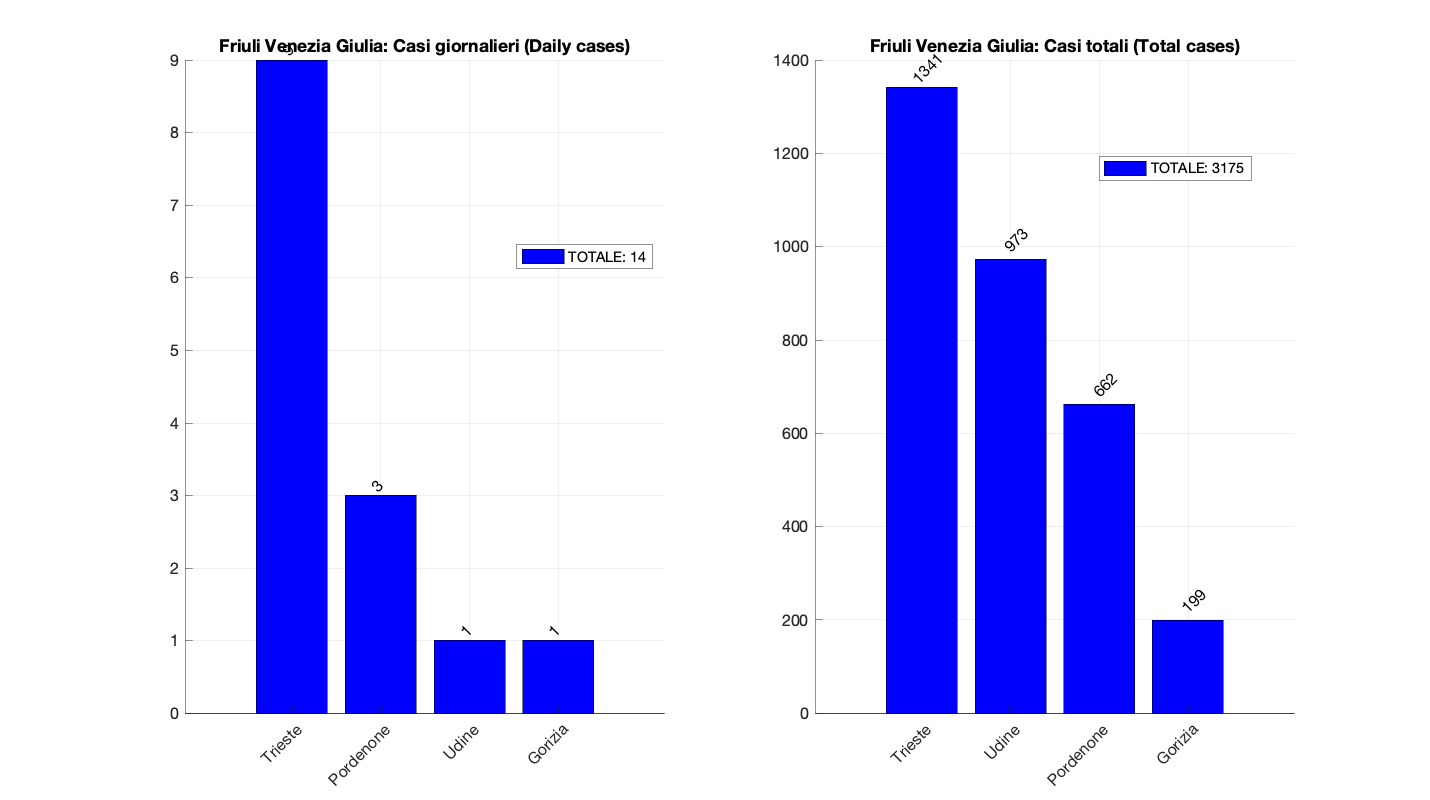 Friuli Venezia Giulia: Casi giornalieri (Daily cases)
9
9
8
7
6
5
4
3
2
1
0
3
1
1
TOTALE: 14
Trieste
Pordenone
Udine
Gorizia
Friuli Venezia Giulia: Casi totali (Total cases)
1400
1200
1000
800
600
400
200
0
1341
973
662
199
TOTALE: 3175
Trieste
Udine
Pordenone
Gorizia